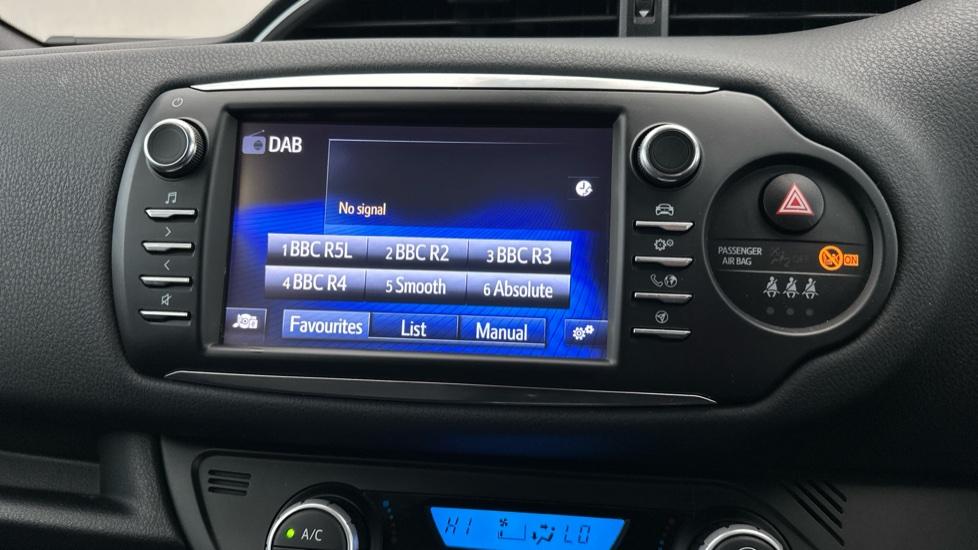 DAB
No signal
1 BBC R5L 2 BBC R2 3 BBC R3
4 BBC R4 5 Smooth 6 Absolute
Favourites List Manual
PASSENGER
AIR BAG
OFF ON
A/C
HI LO